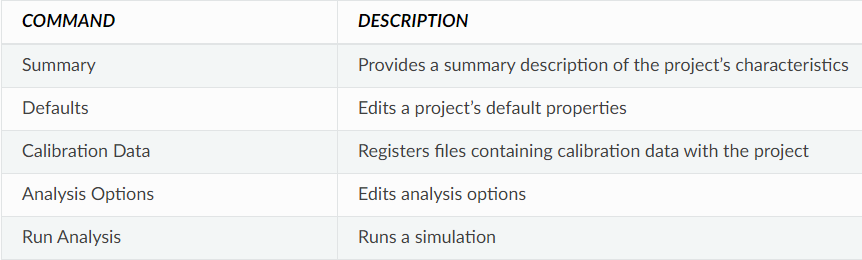 COMMAND DESCRIPTION
Summary Provides a summary description of the project’s characteristics
Defaults Edits a project’s default properties
Calibration Data Registers files containing calibration data with the project
Analysis Options Edits analysis options
Run Analysis Runs a simulation